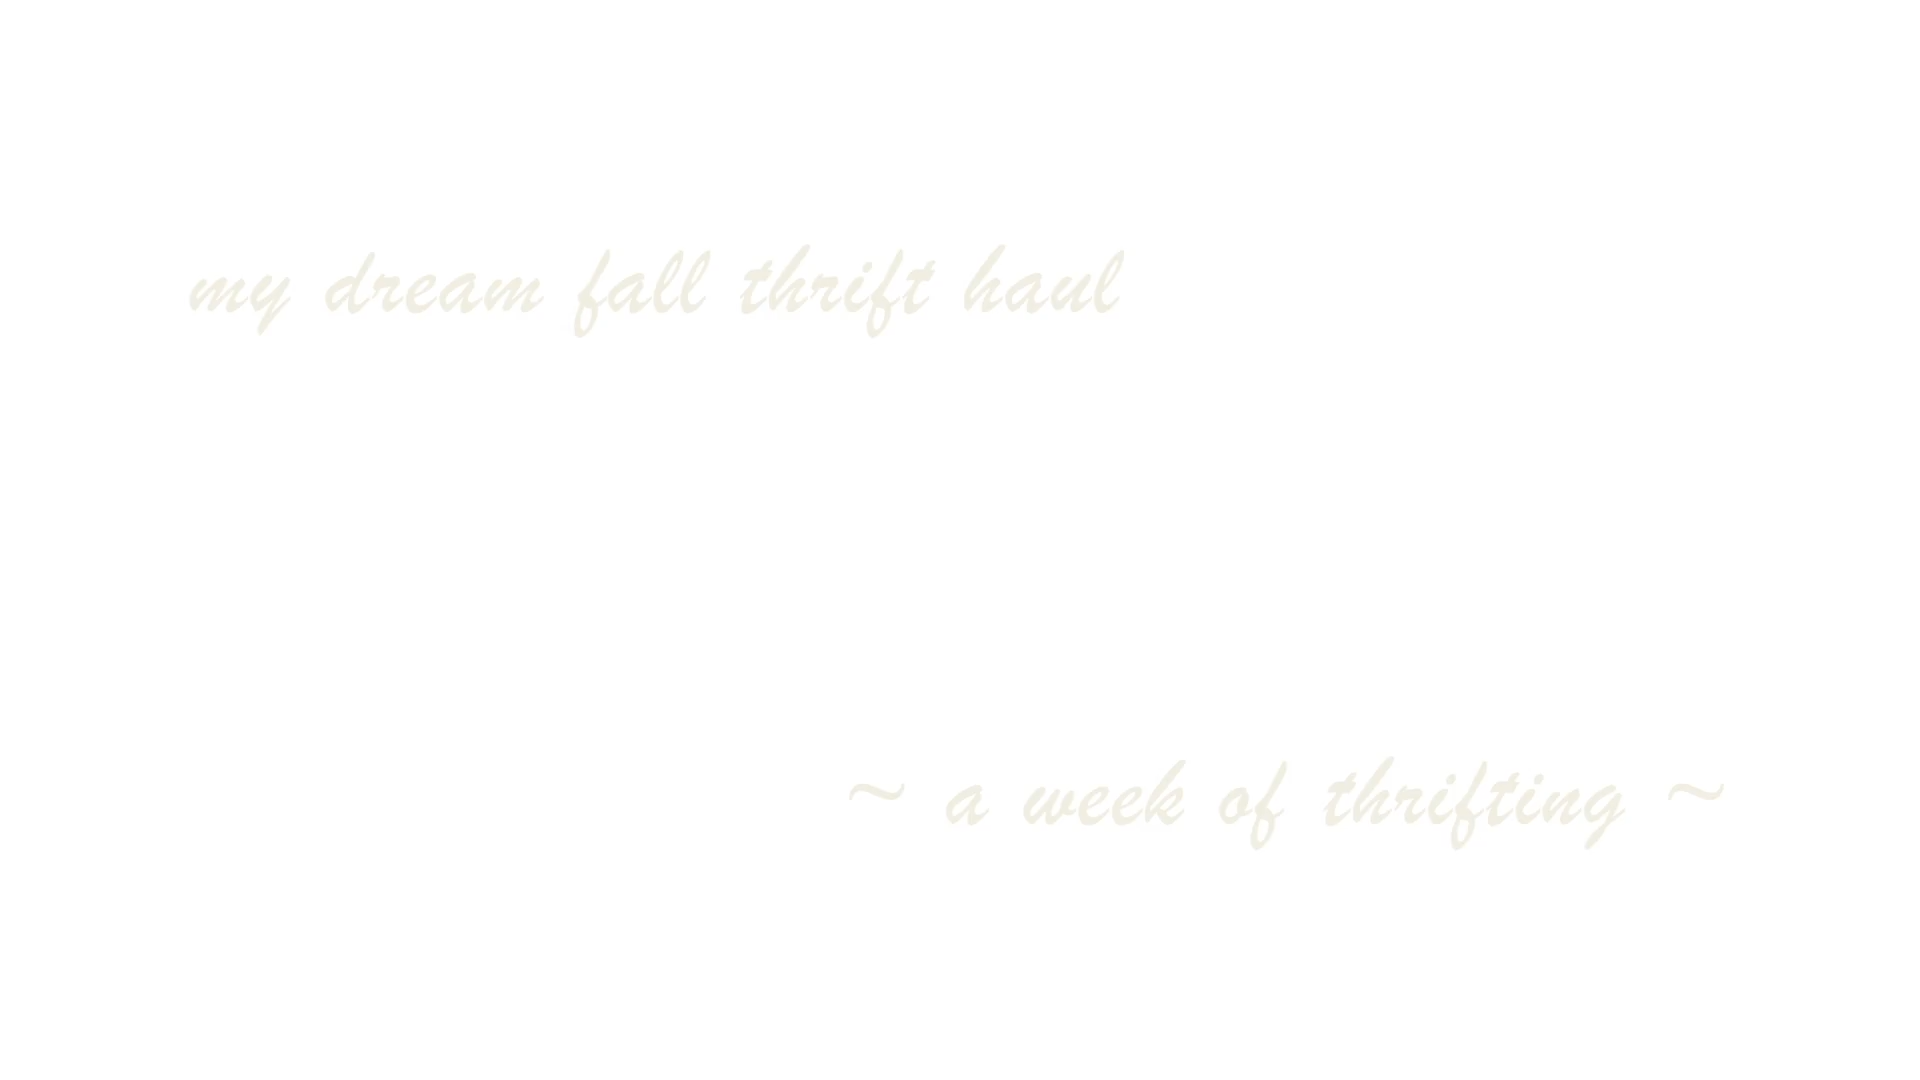 my dream fall thrift haul
~ a week of thrifting ~